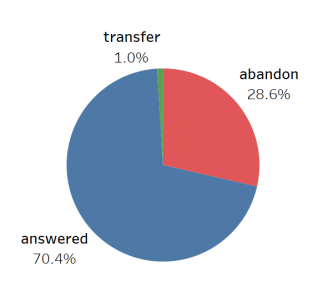 transfer
1.0%
abandon
28.6%
answered
70.4%